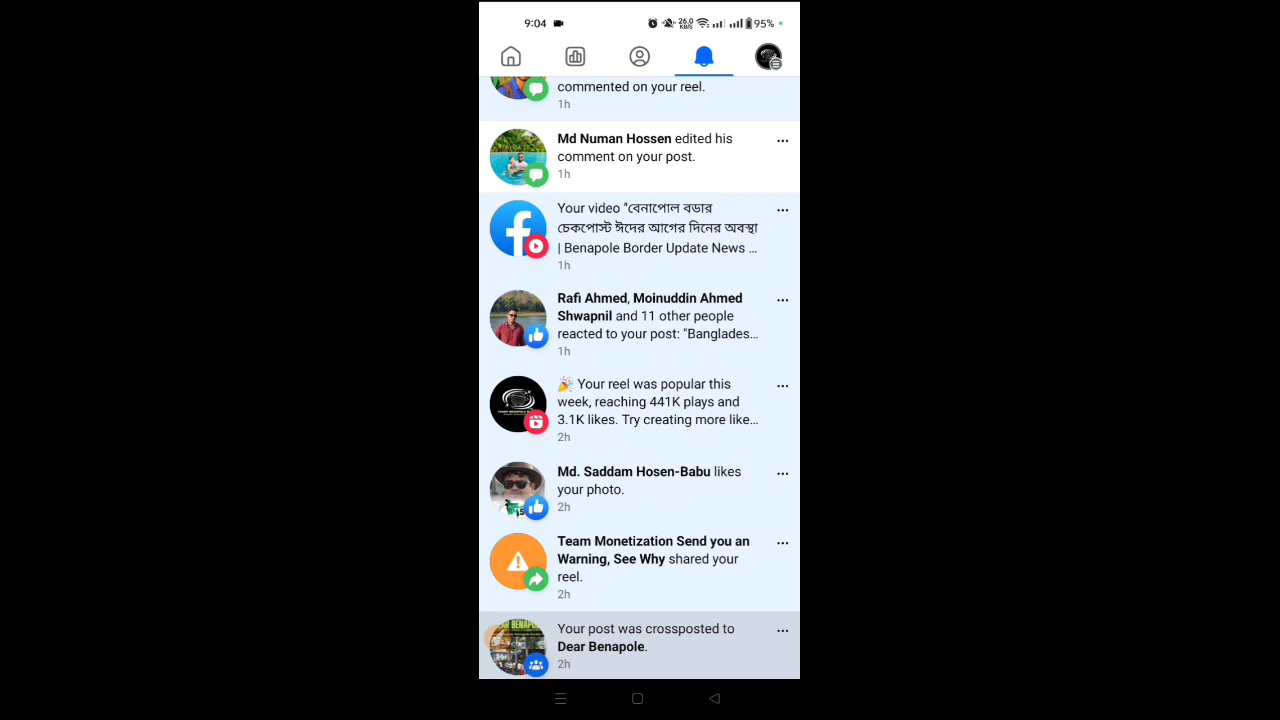 9:04
26.0
KB/S
95%
commented on your reel.
1h
Md Numan Hossen edited his
comment on your post.
1h
Your video "বেনাপোল বডার
চেকপোস্ট ঈদের আগের দিনের অবস্থা
| Benapole Border Update News ...
1h
Rafi Ahmed, Moinuddin Ahmed
Shwapnil and 11 other people
reacted to your post: "Banglades...
1h
🎉 Your reel was popular this
week, reaching 441K plays and
3.1K likes. Try creating more like...
2h
Md. Saddam Hosen-Babu likes
your photo.
2h
Team Monetization Send you an
Warning, See Why shared your
reel.
2h
Your post was crossposted to
Dear Benapole.
2h